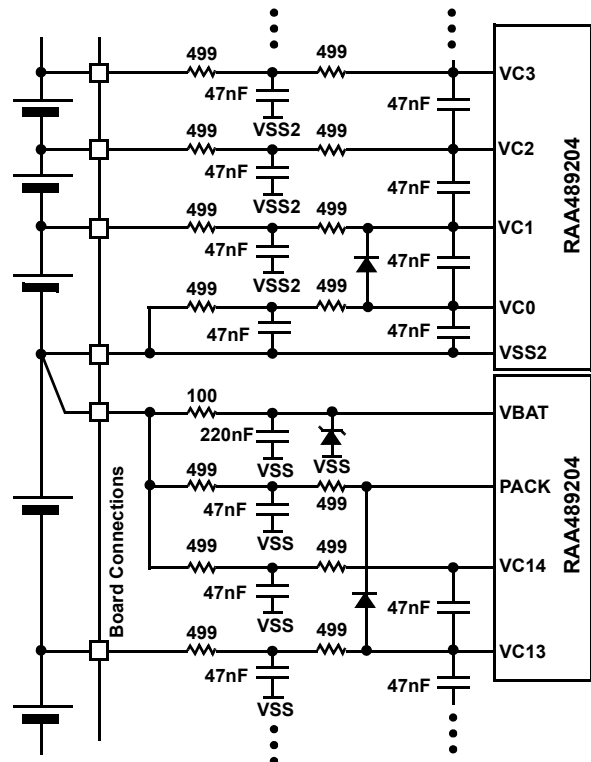 499 499
47nF VC3
VSS2 47nF
499 499
47nF VC2
VSS2 47nF
499 499
47nF VC1
VSS2 47nF
499 499
VC0
47nF 47nF
VSS2
RAA489204
100
VBAT
220nF
VSS VSS
499
PACK
47nF 499
VSS
499 499
47nF VC14
VSS 47nF
499 499
VC13
47nF 47nF
VSS
RAA489204
Board Connections